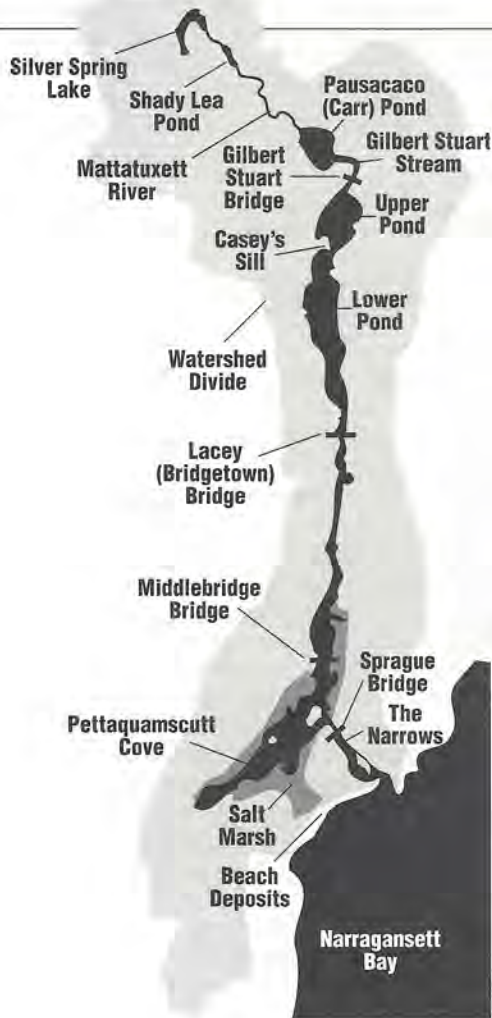 Silver Spring
Lake
Shady Lea
Pond
Mattatuxett
River
Pausacaco
(Carr) Pond
Gilbert Stuart
Stream
Gilbert
Stuart
Bridge
Upper
Pond
Casey's
Sill
Lower
Pond
Watershed
Divide
Lacey
(Bridgetown)
Bridge
Middlebridge
Bridge
Sprague
Bridge
The
Narrows
Pettaquamscutt
Cove
Salt
Marsh
Beach
Deposits
Narragansett
Bay